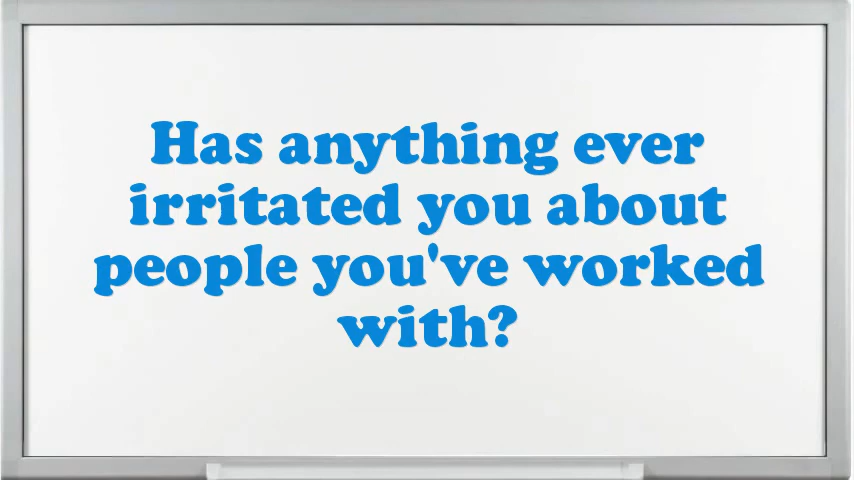 Has anything ever
irritated you about
people you've worked
with?